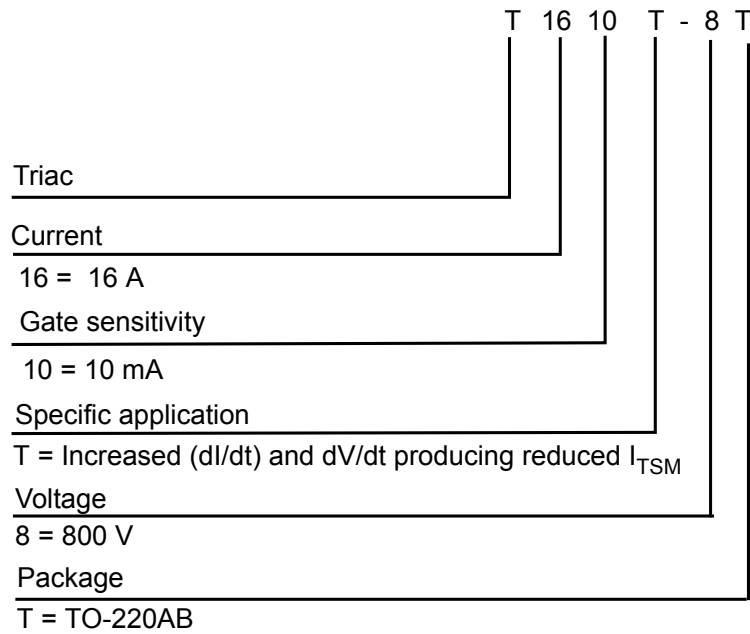 T 16 10 T - 8 T
Triac
Current
16 = 16 A
Gate sensitivity
10 = 10 mA
Specific application
T = Increased (dI/dt) and dV/dt producing reduced ITSM
Voltage
8 = 800 V
Package
T = TO-220AB